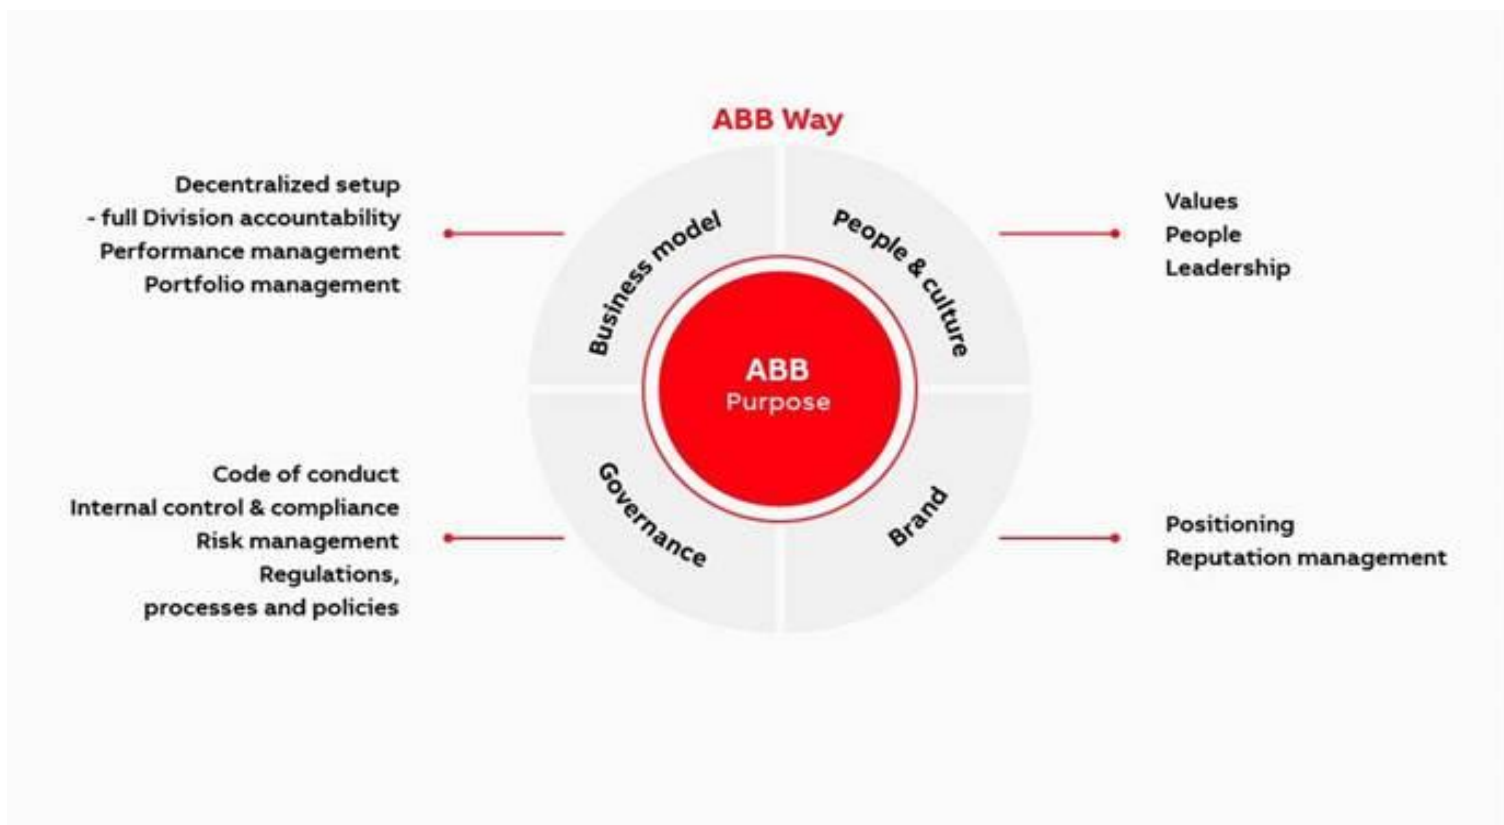 ABB Way
Decentralized setup
- full Division accountability
Performance management
Portfolio management
Business model
People & culture
Values
People
Leadership
ABB
Purpose
Code of conduct
Internal control & compliance
Risk management
Regulations,
processes and policies
Governance
Brand
Positioning
Reputation management